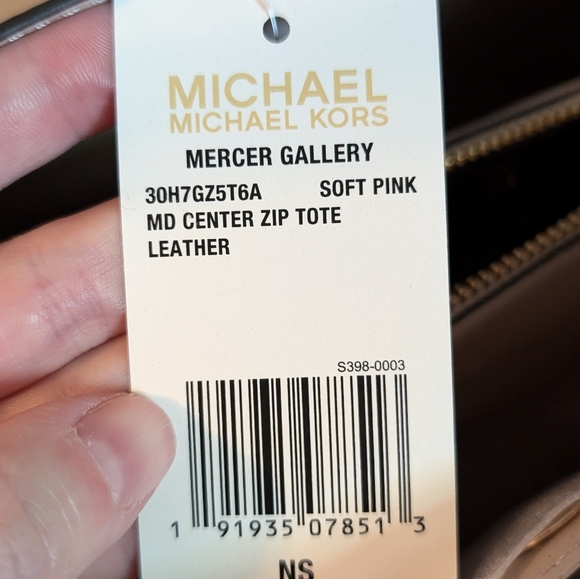 MICHAEL
MICHAEL KORS
MERCER GALLERY
30H7GZ5T6A SOFT PINK
MD CENTER ZIP TOTE
LEATHER
S398-0003
1 91935 07851 3
NS